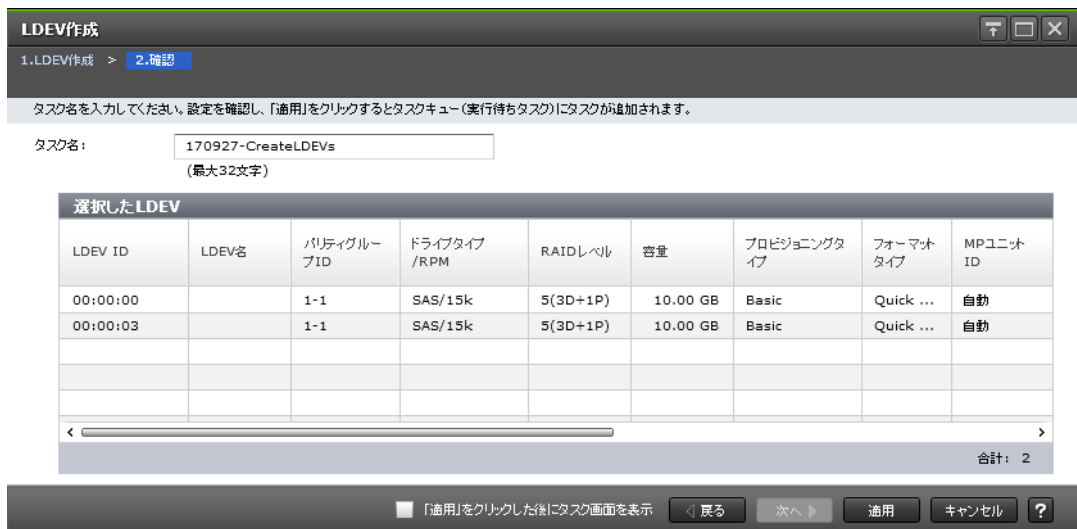 LDEV作成
1.LDEV作成 > 2.確認
タスク名を入力してください。設定を確認し、「適用」をクリックするとタスクキュー(実行待ちタスク)にタスクが追加されます。
タスク名: 170927-CreateLDEVs
(最大32文字)
選択したLDEV
LDEV ID LDEV名 パリティグループID ドライブタイプ/RPM RAIDレベル 容量 プロビジョニングタイプ フォーマットタイプ MPユニットID
00:00:00 1-1 SAS/15k 5(3D+1P) 10.00 GB Basic Quick ... 自動
00:00:03 1-1 SAS/15k 5(3D+1P) 10.00 GB Basic Quick ... 自動
合計: 2
「適用」をクリックした後にタスク画面を表示 戻る 次へ 適用 キャンセル ?